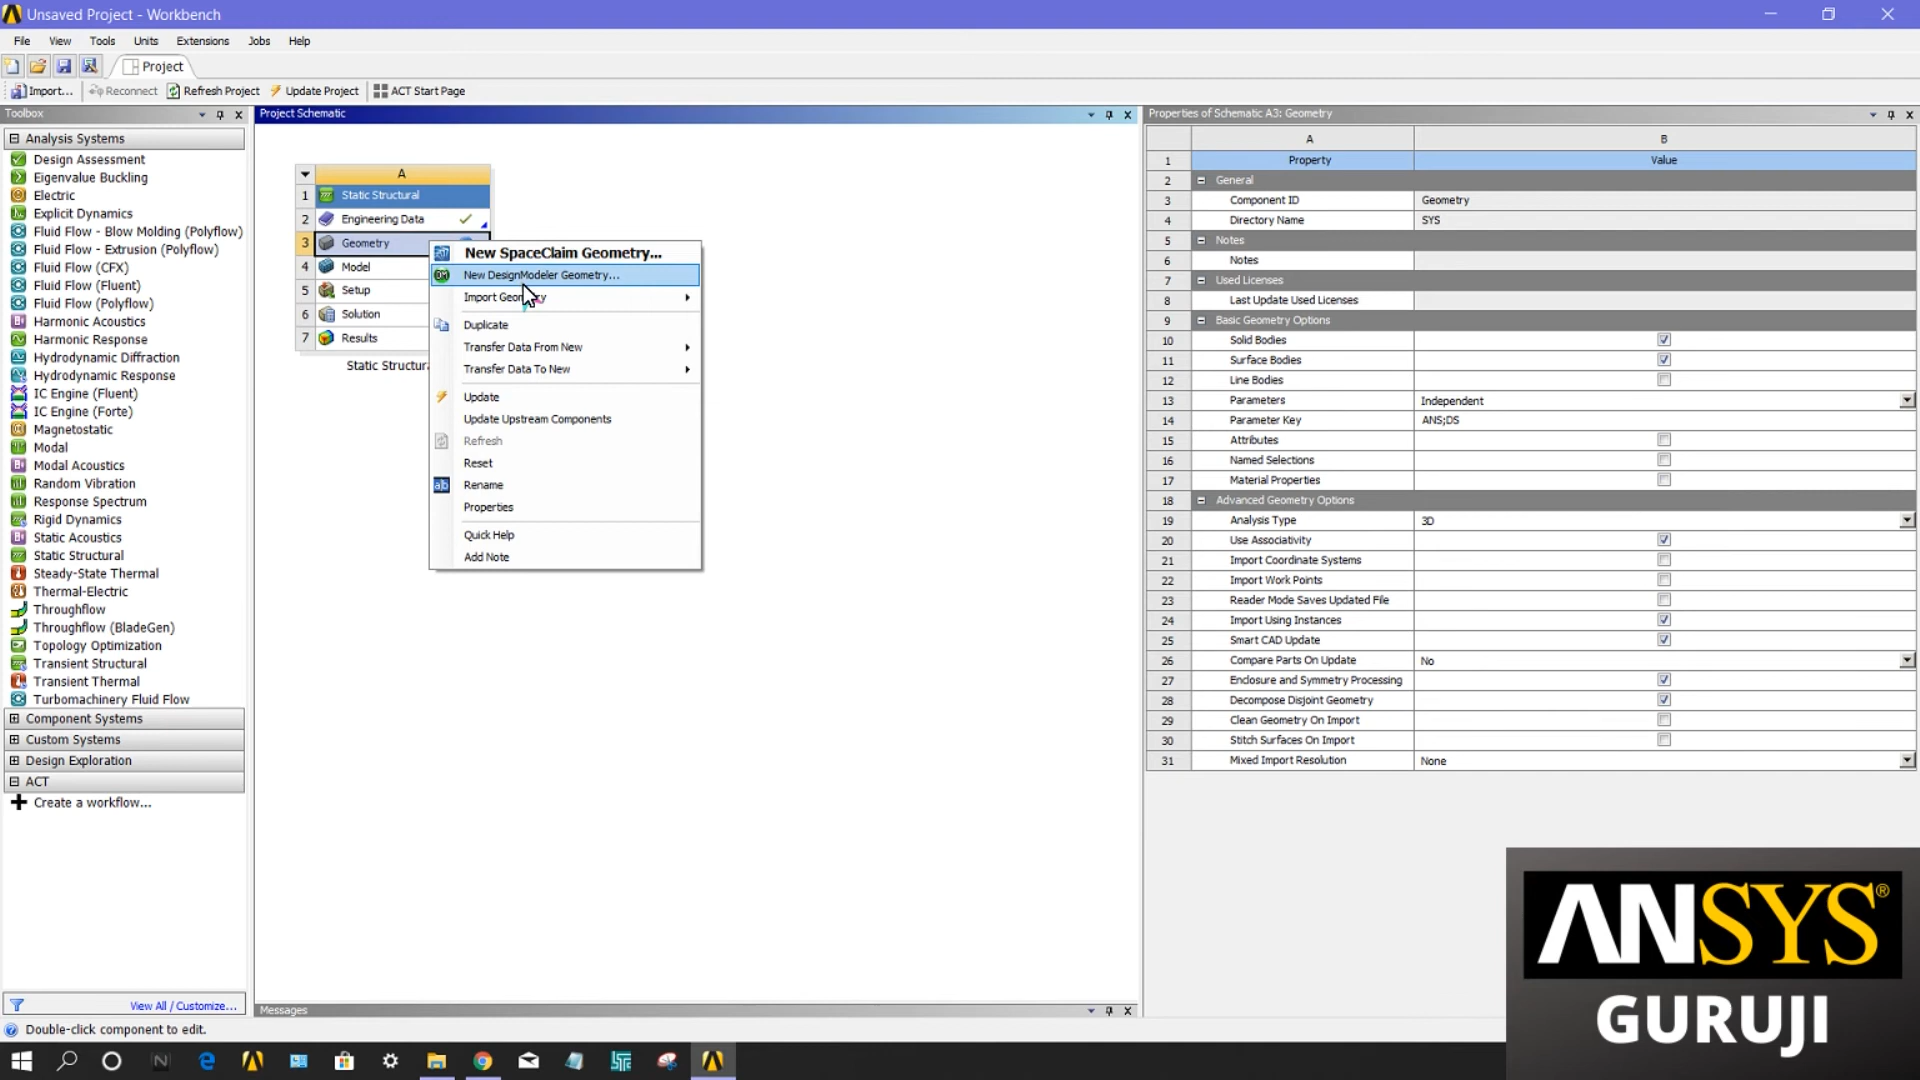 Unsaved Project - Workbench
File View Tools Units Extensions Jobs Help
Project
Import... Reconnect Refresh Project Update Project ACT Start Page
Toolbox
Analysis Systems
Design Assessment
Eigenvalue Buckling
Electric
Explicit Dynamics
Fluid Flow - Blow Molding (Polyflow)
Fluid Flow - Extrusion (Polyflow)
Fluid Flow (CFX)
Fluid Flow (Fluent)
Fluid Flow (Polyflow)
Harmonic Acoustics
Harmonic Response
Hydrodynamic Diffraction
Hydrodynamic Response
IC Engine (Fluent)
IC Engine (Forte)
Magnetostatic
Modal
Modal Acoustics
Random Vibration
Response Spectrum
Rigid Dynamics
Static Acoustics
Static Structural
Steady-State Thermal
Thermal-Electric
Throughflow
Throughflow (BladeGen)
Topology Optimization
Transient Structural
Transient Thermal
Turbomachinery Fluid Flow
Component Systems
Custom Systems
Design Exploration
ACT
Create a workflow...
View All / Customize...
Double-click component to edit.
Project Schematic
A
1 Static Structural
2 Engineering Data
3 Geometry
4 Model
5 Setup
6 Solution
7 Results
Static Structura
New SpaceClaim Geometry...
New DesignModeler Geometry...
Import Geometry
Duplicate
Transfer Data From New
Transfer Data To New
Update
Update Upstream Components
Refresh
Reset
Rename
Properties
Quick Help
Add Note
Messages
Properties of Schematic A3: Geometry
A B
1 Property Value
2 General
3 Component ID Geometry
4 Directory Name SYS
5 Notes
6 Notes
7 Used Licenses
8 Last Update Used Licenses
9 Basic Geometry Options
10 Solid Bodies
11 Surface Bodies
12 Line Bodies
13 Parameters Independent
14 Parameter Key ANS;DS
15 Attributes
16 Named Selections
17 Material Properties
18 Advanced Geometry Options
19 Analysis Type 3D
20 Use Associativity
21 Import Coordinate Systems
22 Import Work Points
23 Reader Mode Saves Updated File
24 Import Using Instances
25 Smart CAD Update
26 Compare Parts On Update No
27 Enclosure and Symmetry Processing
28 Decompose Disjoint Geometry
29 Clean Geometry On Import
30 Stitch Surfaces On Import
31 Mixed Import Resolution None
ANSYS®
GURUJI